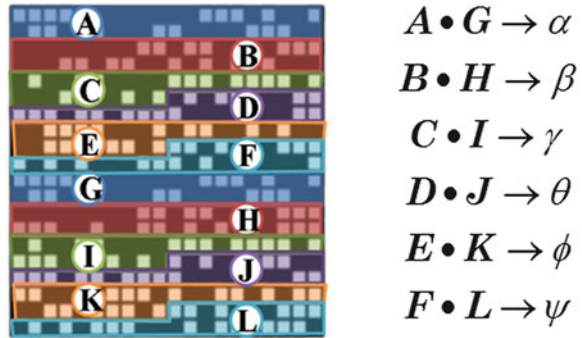 A
B
C
D
E
F
G
H
I
J
K
L
A • G → α
B • H → β
C • I → γ
D • J → θ
E • K → ϕ
F • L → ψ